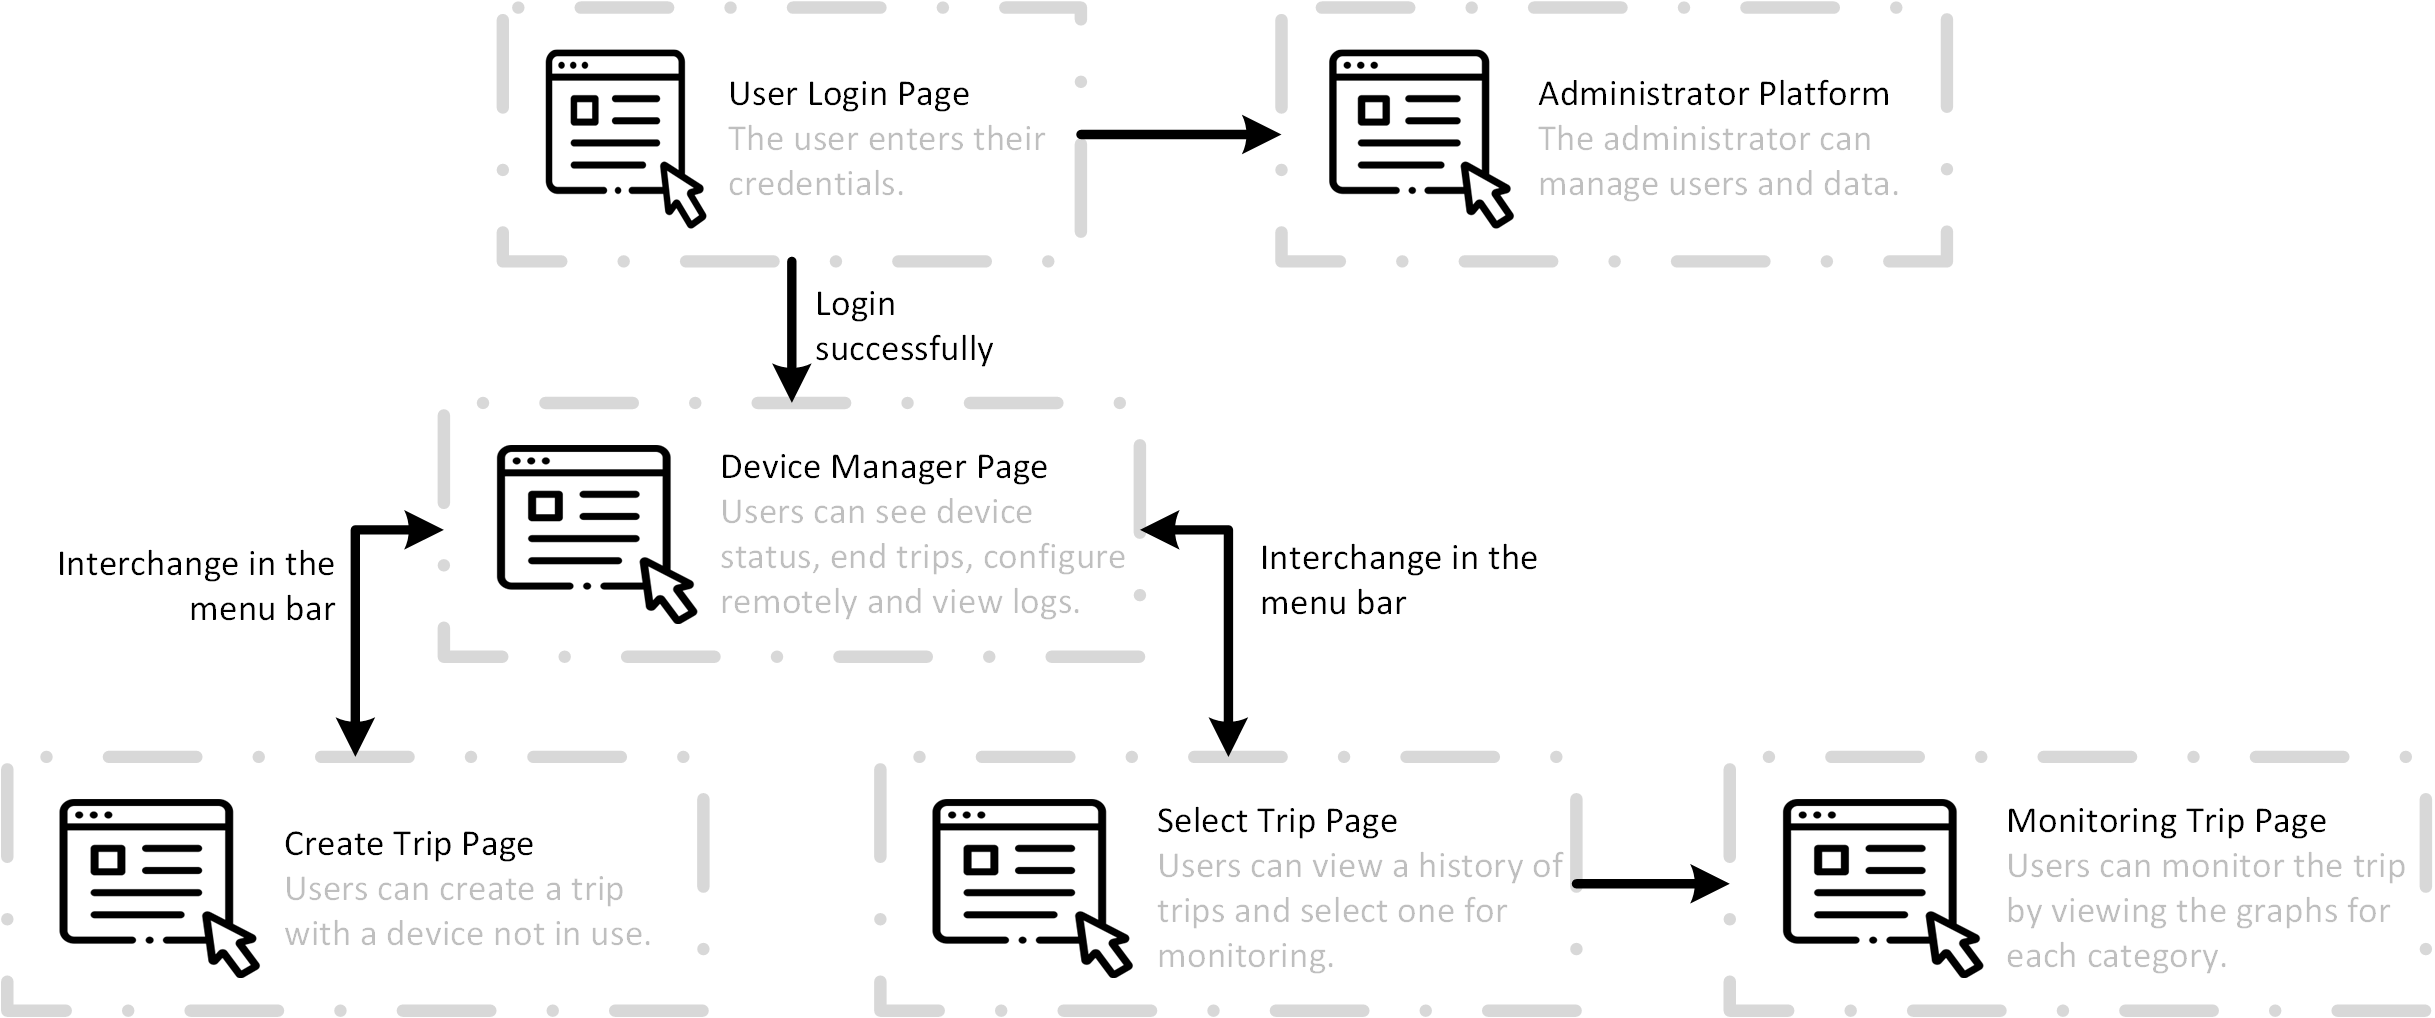 User Login Page
The user enters their
credentials.
Administrator Platform
The administrator can
manage users and data.
Login
successfully
Device Manager Page
Users can see device
status, end trips, configure
remotely and view logs.
Interchange in the
menu bar
Interchange in the
menu bar
Create Trip Page
Users can create a trip
with a device not in use.
Select Trip Page
Users can view a history of
trips and select one for
monitoring.
Monitoring Trip Page
Users can monitor the trip
by viewing the graphs for
each category.